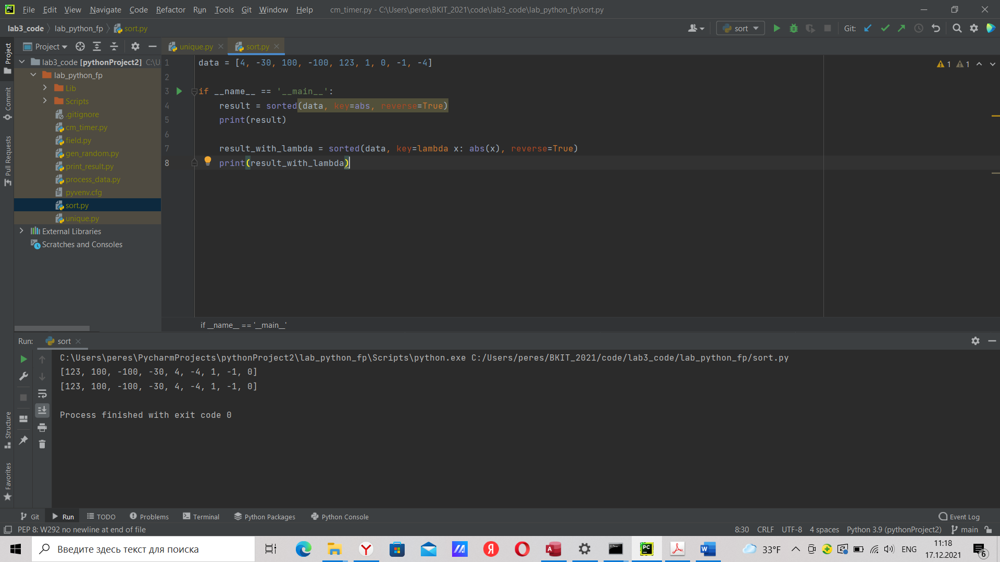 File Edit View Navigate Code Refactor Run Tools Git Window Help cm_timer.py - C:\Users\peres\BKIT_2021\code\lab3_code\lab_python_fp\sort.py
lab3_code lab_python_fp sort.py sort Git:
Project unique.py sort.py
lab3_code [pythonProject2] C:\U
lab_python_fp
Lib
Scripts
.gitignore
cm_timer.py
field.py
gen_random.py
print_result.py
process_data.py
pyvenv.cfg
sort.py
unique.py
External Libraries
Scratches and Consoles
Project
Commit
Pull Requests
Structure
Favorites
1 data = [4, -30, 100, -100, 123, 1, 0, -1, -4]
2
3 if __name__ == '__main__':
4 result = sorted(data, key=abs, reverse=True)
5 print(result)
6
7 result_with_lambda = sorted(data, key=lambda x: abs(x), reverse=True)
8 print(result_with_lambda)
1 1
if __name__ == '__main__'
Run: sort
C:\Users\peres\PycharmProjects\pythonProject2\lab_python_fp\Scripts\python.exe C:/Users/peres/BKIT_2021/code/lab3_code/lab_python_fp/sort.py
[123, 100, -100, -30, 4, -4, 1, -1, 0]
[123, 100, -100, -30, 4, -4, 1, -1, 0]
Process finished with exit code 0
Git Run TODO Problems Terminal Python Packages Python Console Event Log
PEP 8: W292 no newline at end of file 8:30 CRLF UTF-8 4 spaces Python 3.9 (pythonProject2) main
Введите здесь текст для поиска 33°F ENG 11:18
17.12.2021 6